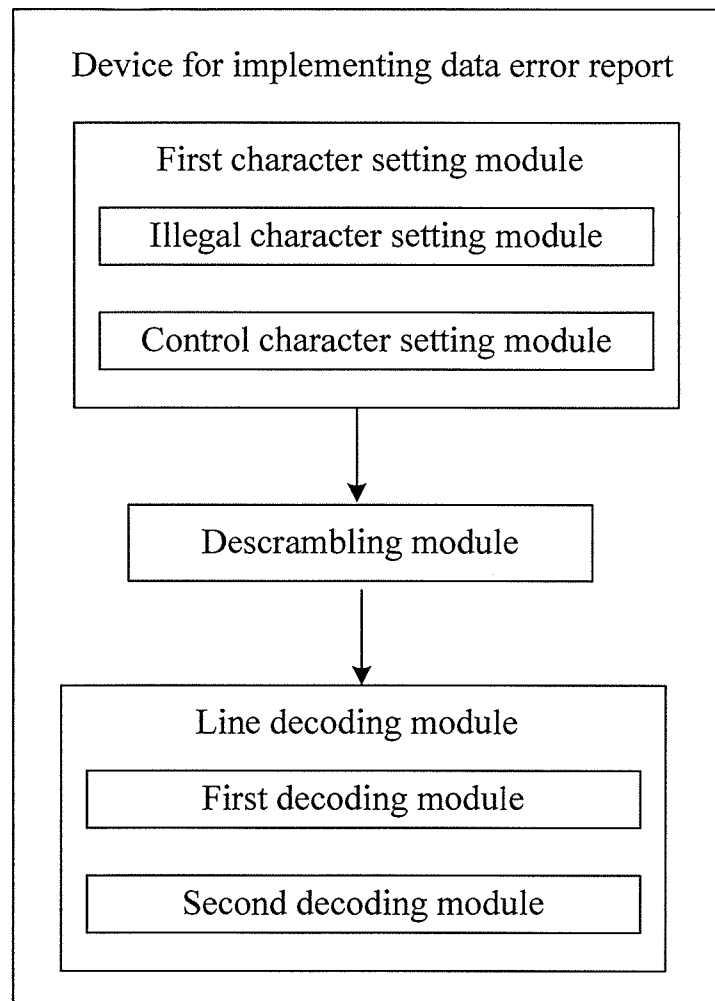 Device for implementing data error report
First character setting module
Illegal character setting module
Control character setting module
Descrambling module
Line decoding module
First decoding module
Second decoding module